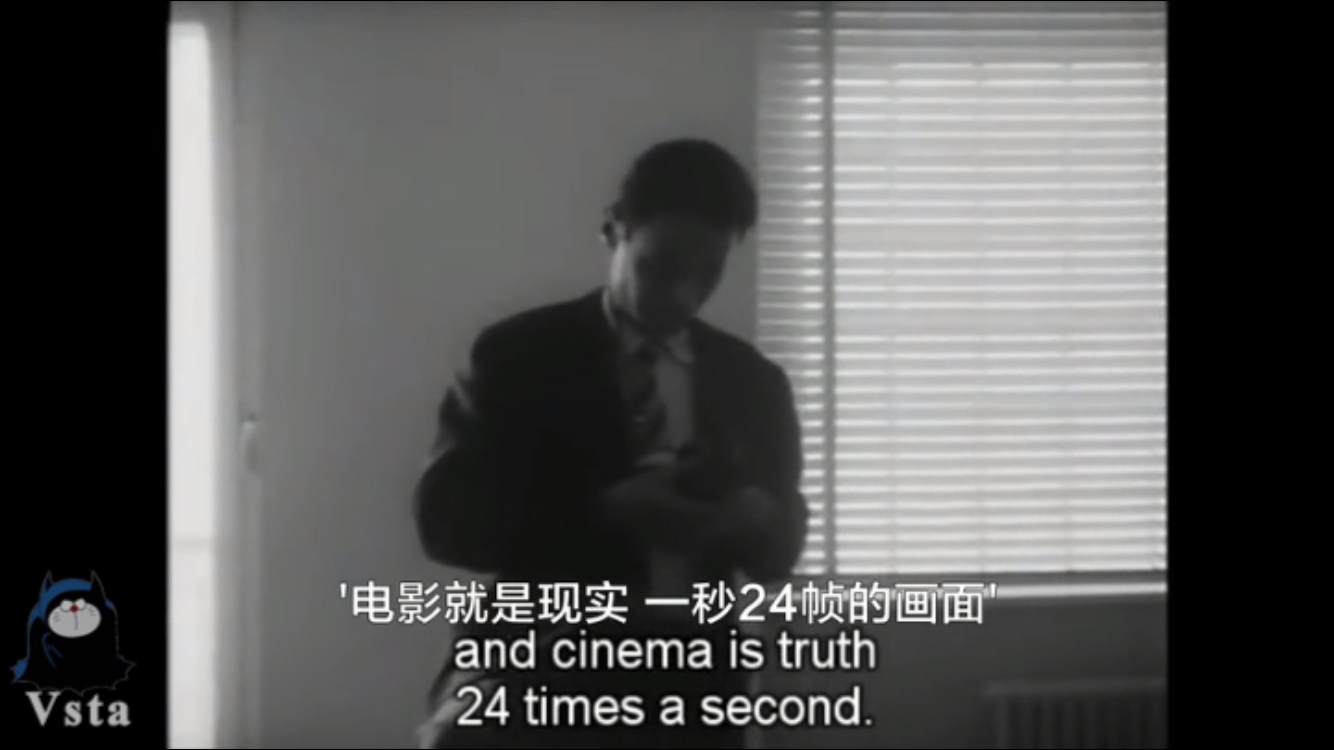 '电影就是现实 一秒24帧的画面'
and cinema is truth
24 times a second.
Vsta